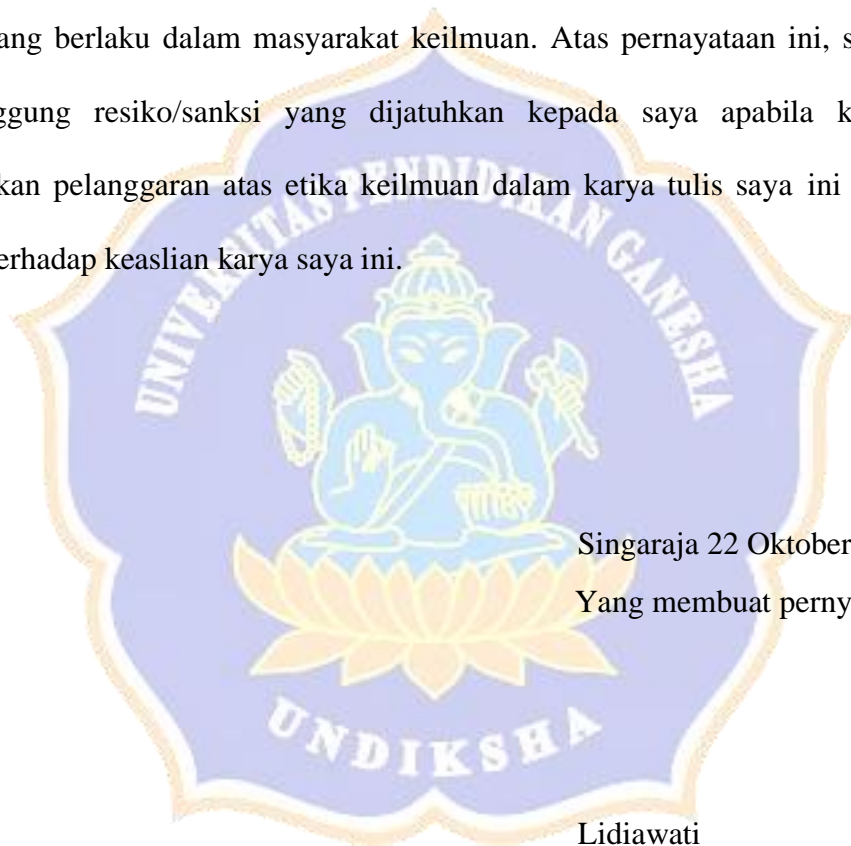 ang berlaku dalam masyarakat keilmuan. Atas pernayataan ini, s
ggung resiko/sanksi yang dijatuhkan kepada saya apabila k
kan pelanggaran atas etika keilmuan dalam karya tulis saya ini
erhadap keaslian karya saya ini.
UNIVERSITAS PENDIDIKAN GANESHA
Singaraja 22 Oktober
Yang membuat perny
UNDIKSHA
Lidiawati